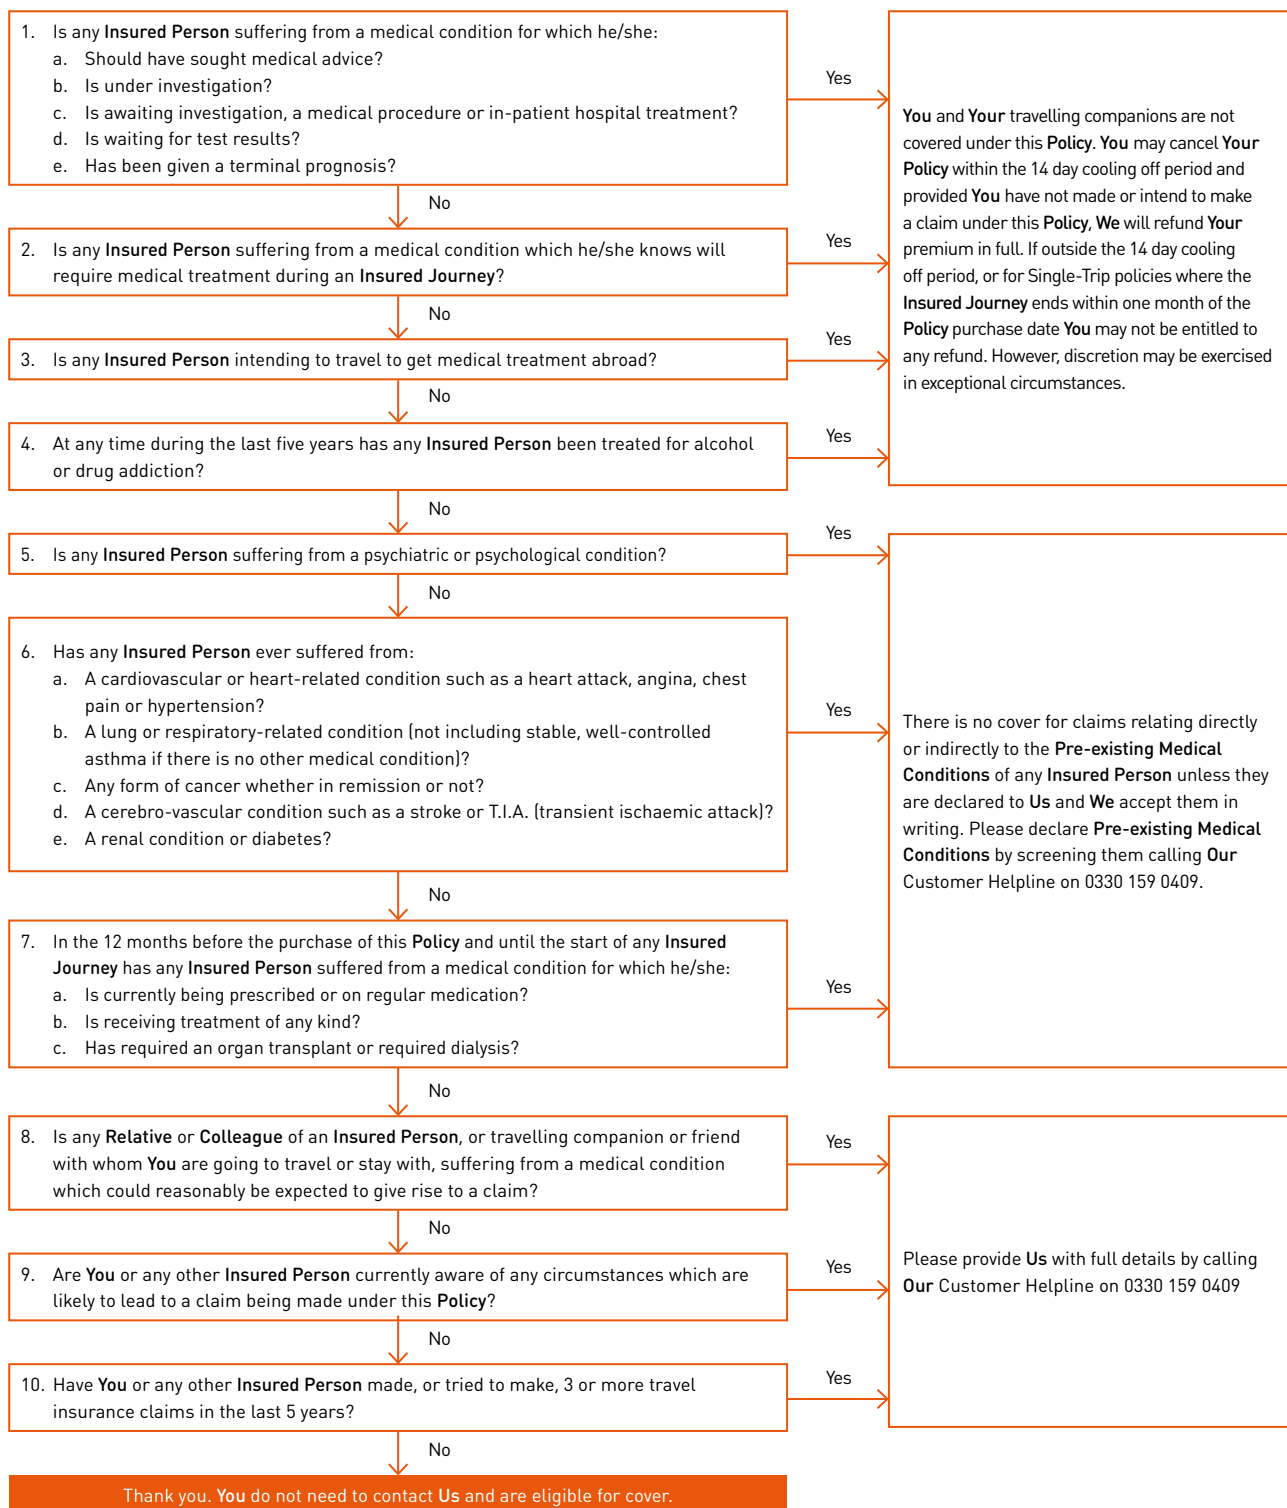 1. Is any Insured Person suffering from a medical condition for which he/she:
a. Should have sought medical advice?
b. Is under investigation?
c. Is awaiting investigation, a medical procedure or in-patient hospital treatment?
d. Is waiting for test results?
e. Has been given a terminal prognosis?
Yes
No
2. Is any Insured Person suffering from a medical condition which he/she knows will
require medical treatment during an Insured Journey?
Yes
No
3. Is any Insured Person intending to travel to get medical treatment abroad?
Yes
No
4. At any time during the last five years has any Insured Person been treated for alcohol
or drug addiction?
Yes
You and Your travelling companions are not
covered under this Policy. You may cancel Your
Policy within the 14 day cooling off period and
provided You have not made or intend to make
a claim under this Policy, We will refund Your
premium in full. If outside the 14 day cooling
off period, or for Single-Trip policies where the
Insured Journey ends within one month of the
Policy purchase date You may not be entitled to
any refund. However, discretion may be exercised
in exceptional circumstances.
No
5. Is any Insured Person suffering from a psychiatric or psychological condition?
Yes
No
6. Has any Insured Person ever suffered from:
a. A cardiovascular or heart-related condition such as a heart attack, angina, chest
pain or hypertension?
b. A lung or respiratory-related condition (not including stable, well-controlled
asthma if there is no other medical condition)?
c. Any form of cancer whether in remission or not?
d. A cerebro-vascular condition such as a stroke or T.I.A. (transient ischaemic attack)?
e. A renal condition or diabetes?
Yes
No
7. In the 12 months before the purchase of this Policy and until the start of any Insured
Journey has any Insured Person suffered from a medical condition for which he/she:
a. Is currently being prescribed or on regular medication?
b. Is receiving treatment of any kind?
c. Has required an organ transplant or required dialysis?
Yes
There is no cover for claims relating directly
or indirectly to the Pre-existing Medical
Conditions of any Insured Person unless they
are declared to Us and We accept them in
writing. Please declare Pre-existing Medical
Conditions by screening them calling Our
Customer Helpline on 0330 159 0409.
No
8. Is any Relative or Colleague of an Insured Person, or travelling companion or friend
with whom You are going to travel or stay with, suffering from a medical condition
which could reasonably be expected to give rise to a claim?
Yes
No
9. Are You or any other Insured Person currently aware of any circumstances which are
likely to lead to a claim being made under this Policy?
Yes
No
10. Have You or any other Insured Person made, or tried to make, 3 or more travel
insurance claims in the last 5 years?
Yes
Please provide Us with full details by calling
Our Customer Helpline on 0330 159 0409
No
Thank you. You do not need to contact Us and are eligible for cover.